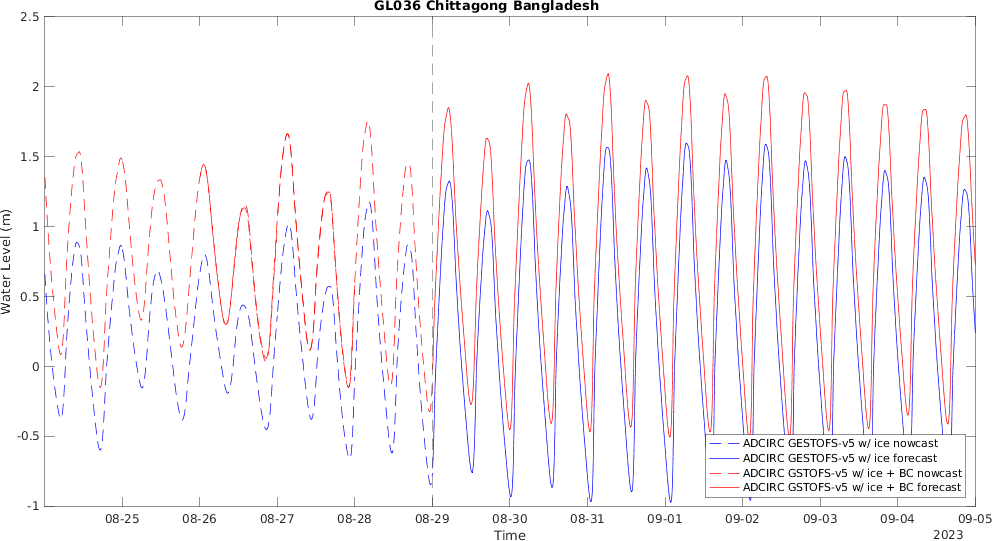 GL036 Chittagong Bangladesh
2.5
2
1.5
1
0.5
0
-0.5
-1
Water Level (m)
ADCIRC GESTOFS-v5 w/ ice nowcast
ADCIRC GESTOFS-v5 w/ ice forecast
ADCIRC GSTOFS-v5 w/ ice + BC nowcast
ADCIRC GSTOFS-v5 w/ ice + BC forecast
08-25 08-26 08-27 08-28 08-29 08-30 08-31 09-01 09-02 09-03 09-04 09-05
Time
2023